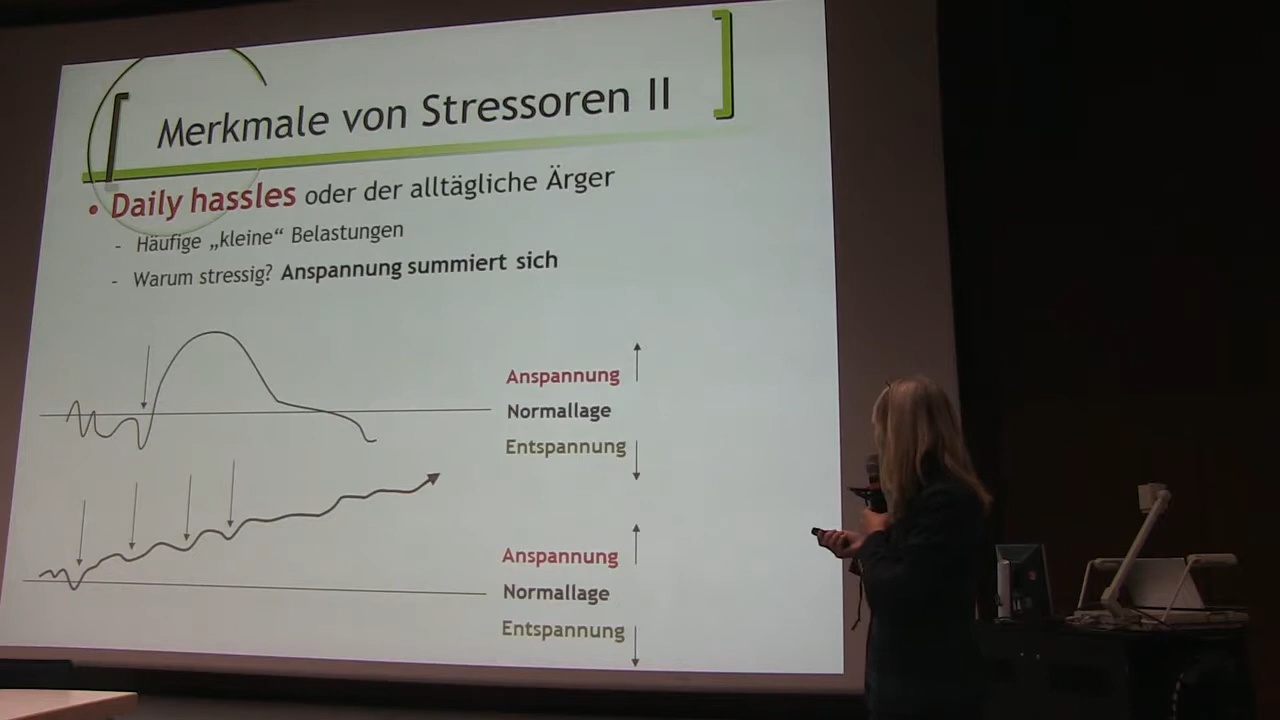 Merkmale von Stressoren II
• Daily hassles oder der alltägliche Ärger
- Häufige „kleine“ Belastungen
- Warum stressig? Anspannung summiert sich
Anspannung
Normallage
Entspannung
Anspannung
Normallage
Entspannung